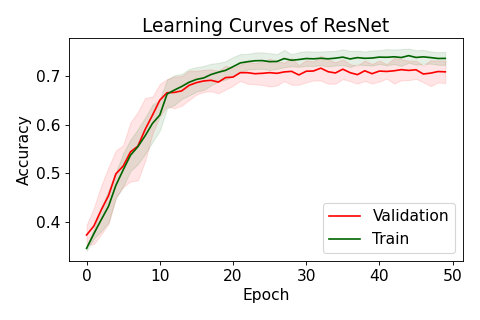 Learning Curves of ResNet
0.7
0.6
0.5
0.4
Accuracy
Validation
Train
0 10 20 30 40 50
Epoch